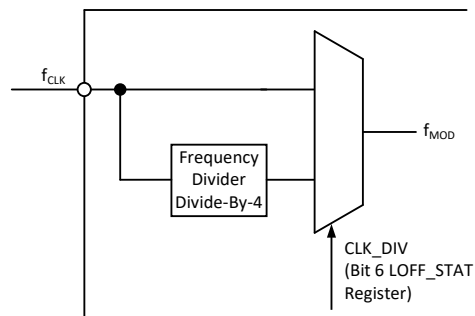 fCLK
Frequency
Divider
Divide-By-4
fMOD
CLK_DIV
(Bit 6 LOFF_STAT
Register)